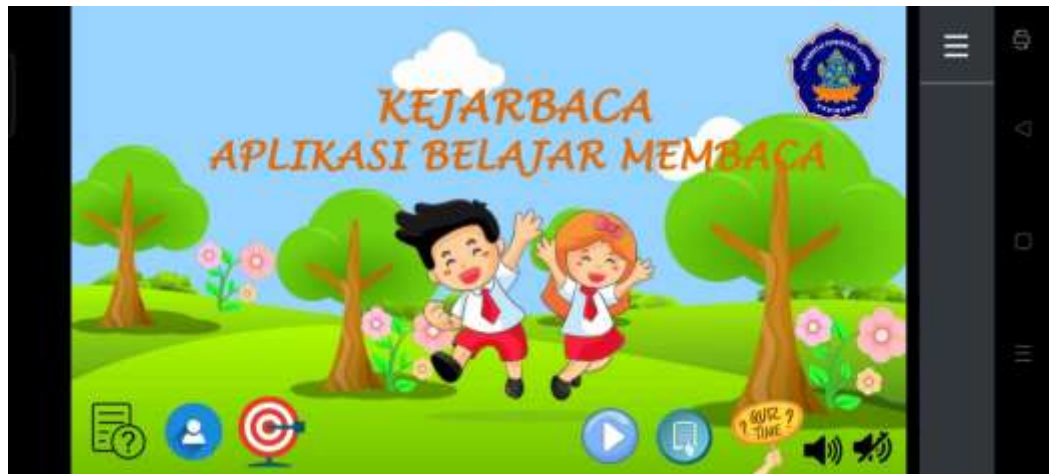 KEJARBACA
APLIKASI BELAJAR MEMBACA
? QUIZ ?
TIME